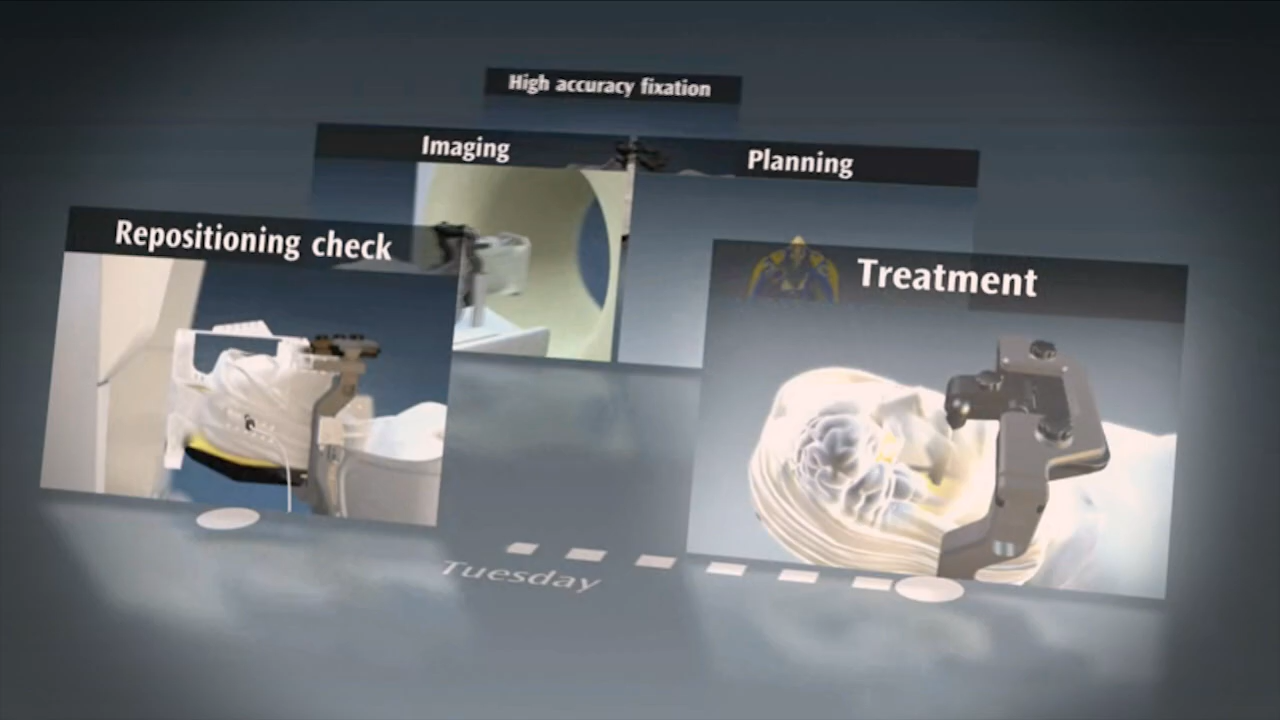 High accuracy fixation
Imaging
Planning
Repositioning check
Treatment
Tuesday